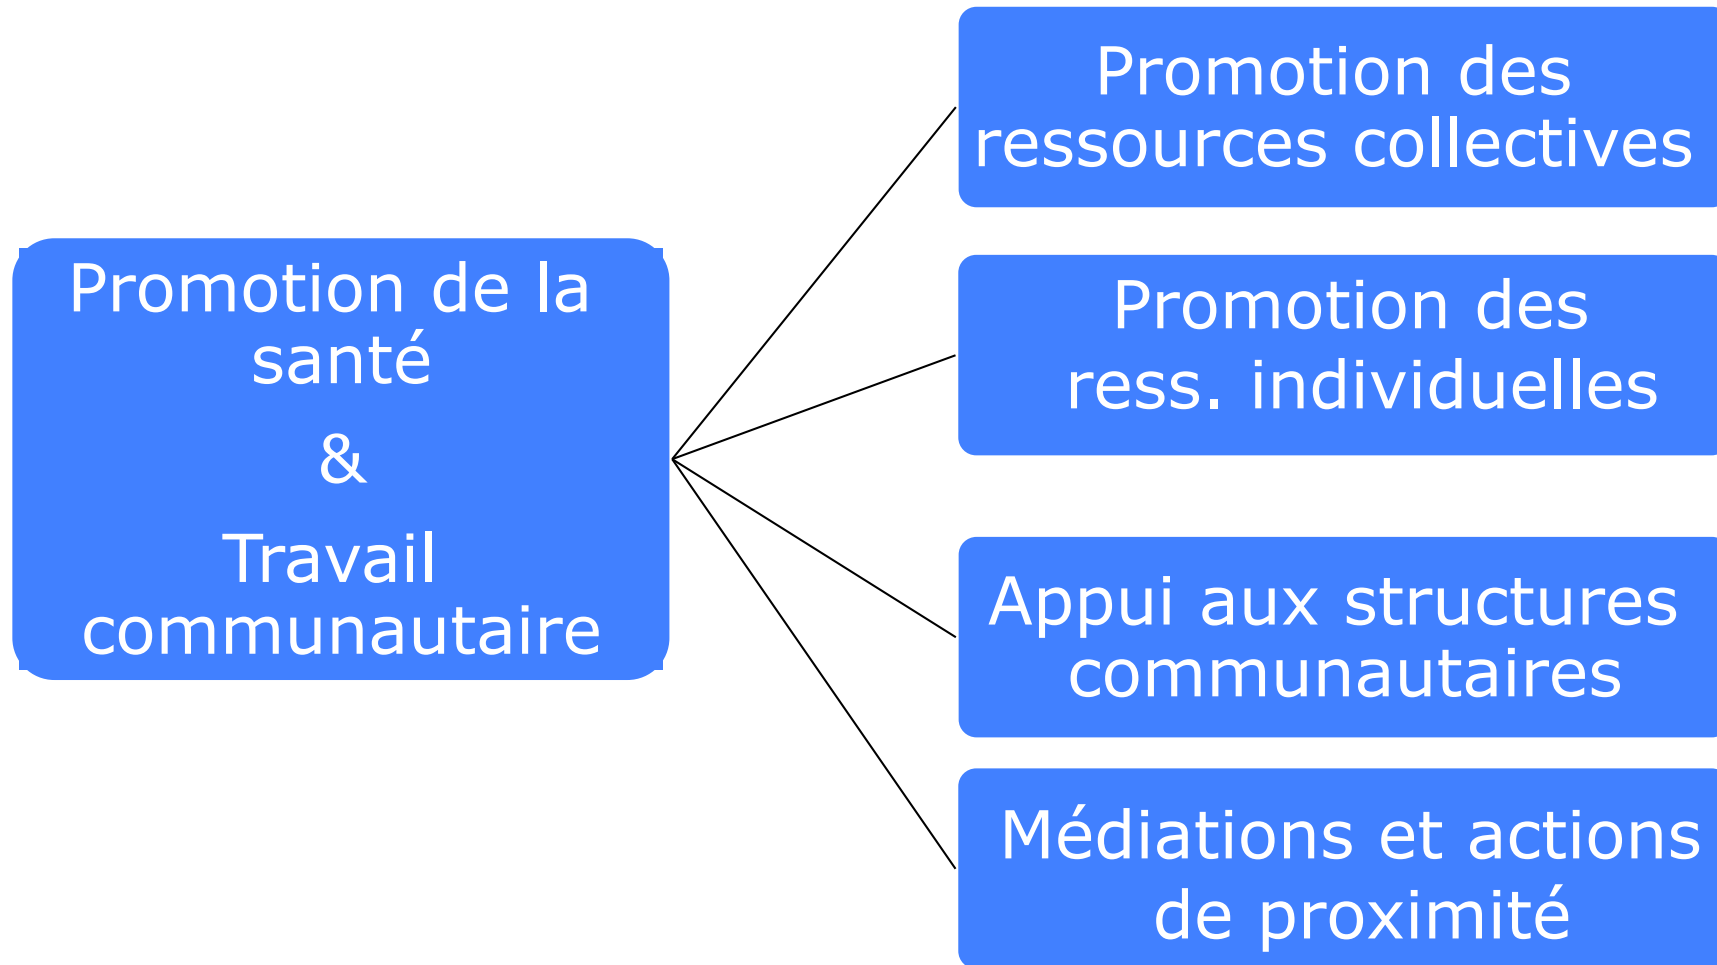 Promotion de la
santé
&
Travail
communautaire
Promotion des
ressources collectives
Promotion des
ress. individuelles
Appui aux structures
communautaires
Médiations et actions
de proximité